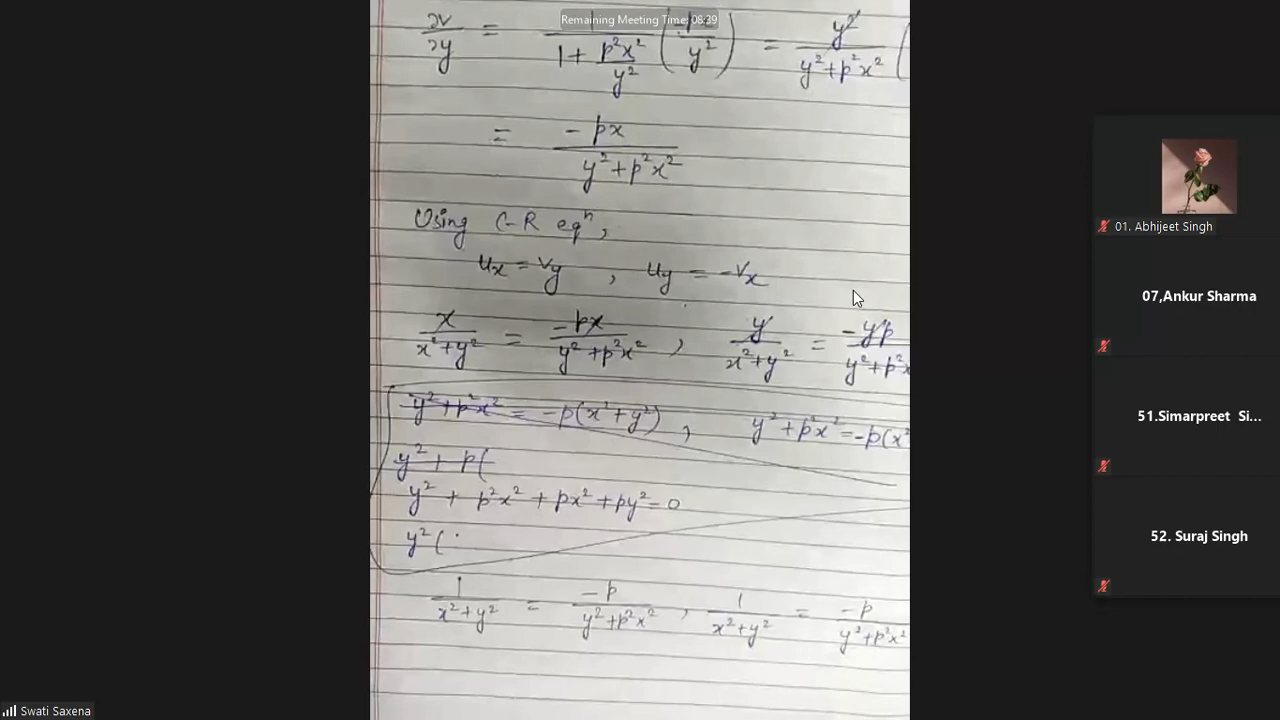 Remaining Meeting Time: 08:39
∂v/∂y = 1/(1 + p²x²/y²) (-px/y²) = y²/(y²+p²x²) (
= -px/(y²+p²x²)
Using C-R eqⁿ,
ux = vy , uy = -vx
x/(x²+y²) = -px/(y²+p²x²) , y/(x²+y²) = -yp/(y²+p²x
y²+p²x² = -p(x²+y²) , y²+p²x² = -p(x²
y² + p(
y² + p²x² + px² + py² = 0
y² (
1/(x²+y²) = -p/(y²+p²x²) , 1/(x²+y²) = -p/(y²+p²x²
01. Abhijeet Singh
07,Ankur Sharma
51.Simarpreet Si...
52. Suraj Singh
Swati Saxena